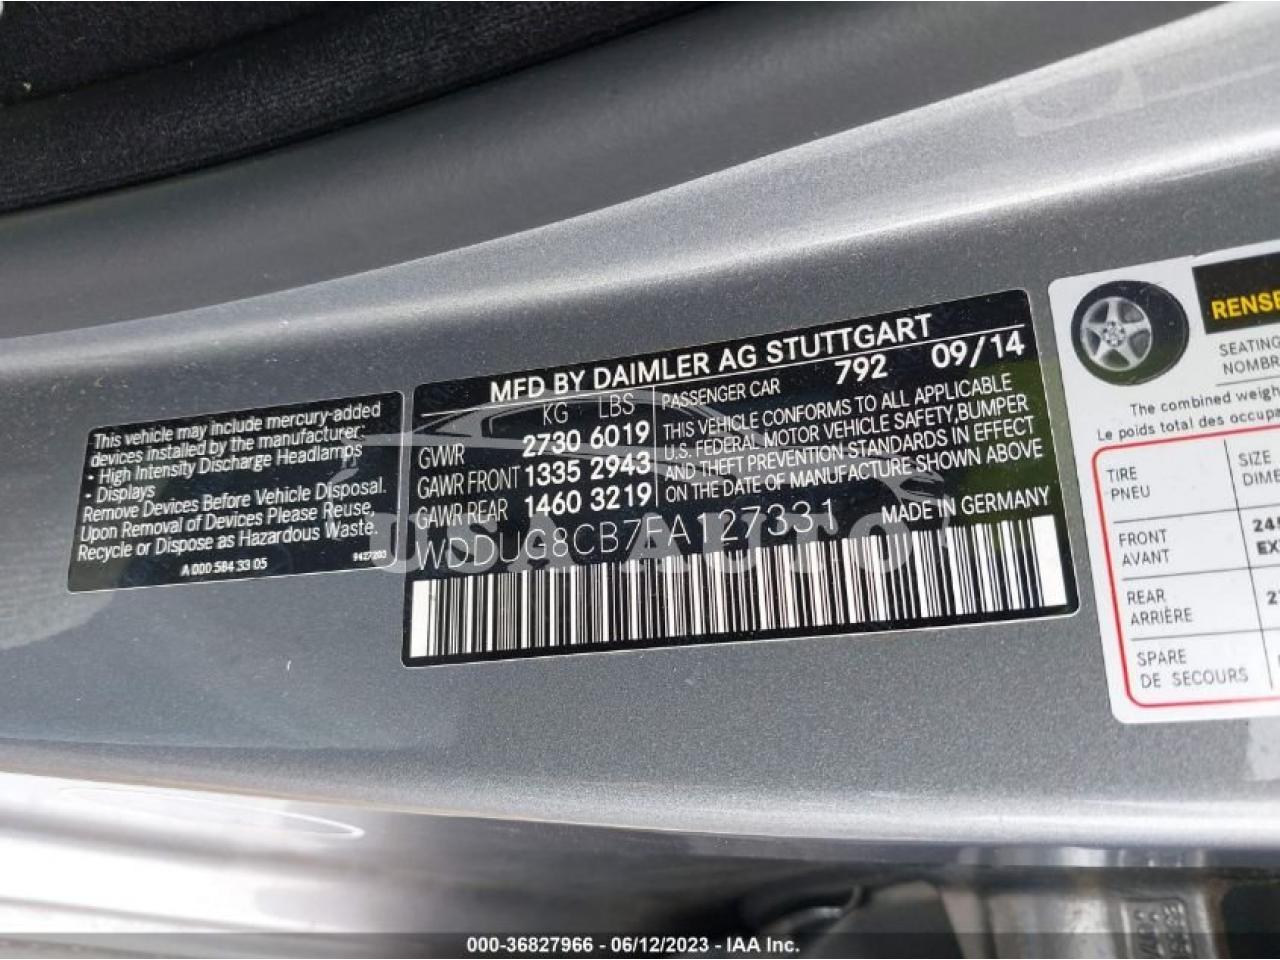 This vehicle may include mercury-added
devices installed by the manufacturer:
- High Intensity Discharge Headlamps
- Displays
Remove Devices Before Vehicle Disposal.
Upon Removal of Devices Please Reuse,
Recycle or Dispose as Hazardous Waste.
A 000 584 33 05
9427203
MFD BY DAIMLER AG STUTTGART
KG LBS PASSENGER CAR 792 09/14
GVWR 2730 6019
GAWR FRONT 1335 2943
GAWR REAR 1460 3219
THIS VEHICLE CONFORMS TO ALL APPLICABLE
U.S. FEDERAL MOTOR VEHICLE SAFETY,BUMPER
AND THEFT PREVENTION STANDARDS IN EFFECT
ON THE DATE OF MANUFACTURE SHOWN ABOVE
WDDUG8CB7FA127331 MADE IN GERMANY
USA AUTO
SEATING
The combined
Le poids total des
TIRE
PNEU
SIZE
FRONT
AVANT
REAR
ARRIÈRE
SPARE
DE SECOURS
000-36827966 - 06/12/2023 - IAA Inc.